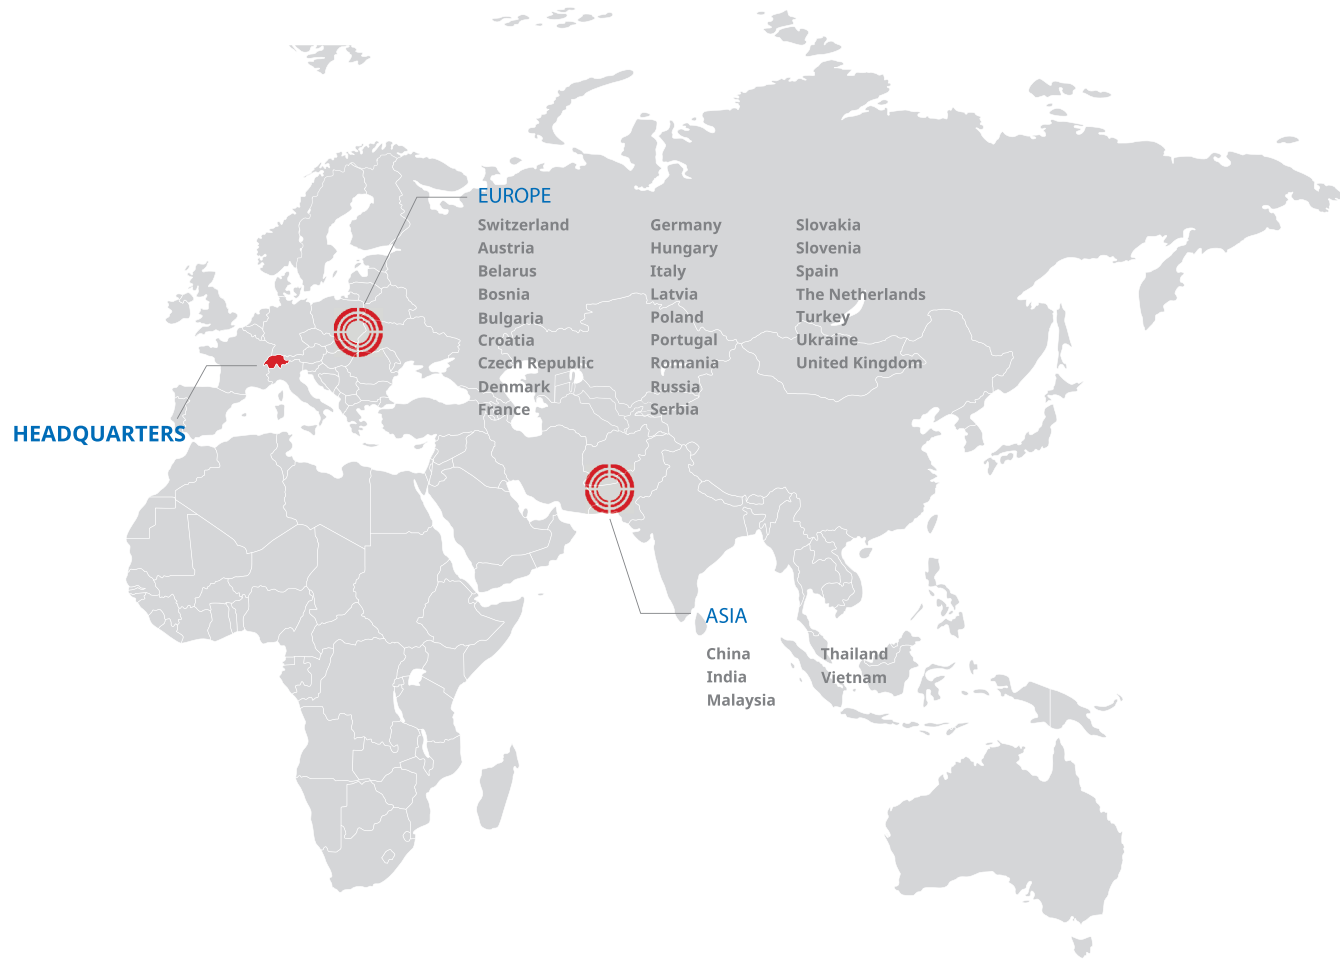 EUROPE
Switzerland
Austria
Belarus
Bosnia
Bulgaria
Croatia
Czech Republic
Denmark
France
Germany
Hungary
Italy
Latvia
Poland
Portugal
Romania
Russia
Serbia
Slovakia
Slovenia
Spain
The Netherlands
Turkey
Ukraine
United Kingdom
HEADQUARTERS
ASIA
China
India
Malaysia
Thailand
Vietnam